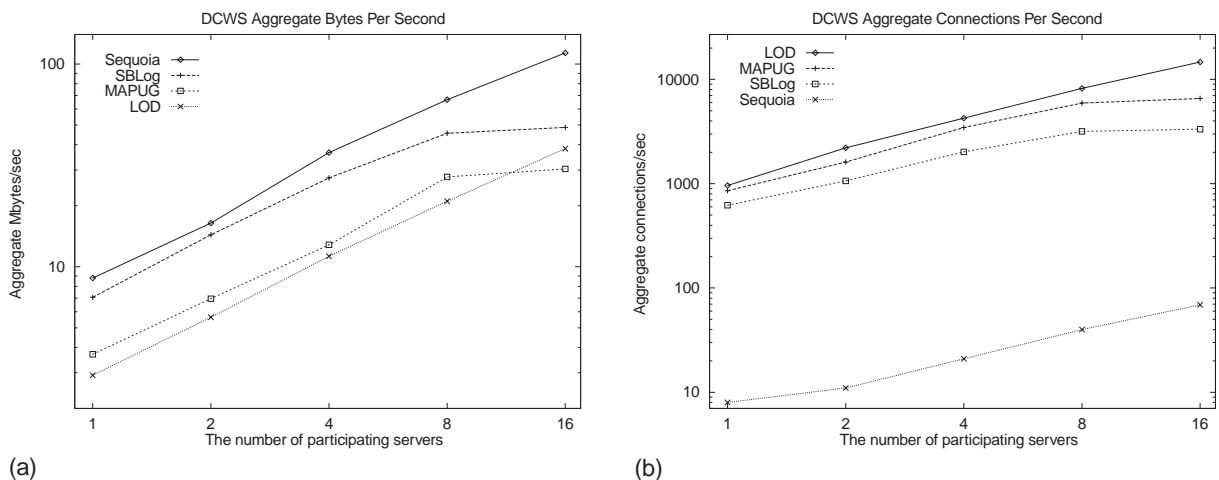 DCWS Aggregate Bytes Per Second
100
10
Aggregate Mbytes/sec
Sequoia
SBLog
MAPUG
LOD
1 2 4 8 16
The number of participating servers
(a)
DCWS Aggregate Connections Per Second
10000
1000
100
10
Aggregate connections/sec
LOD
MAPUG
SBLog
Sequoia
1 2 4 8 16
The number of participating servers
(b)